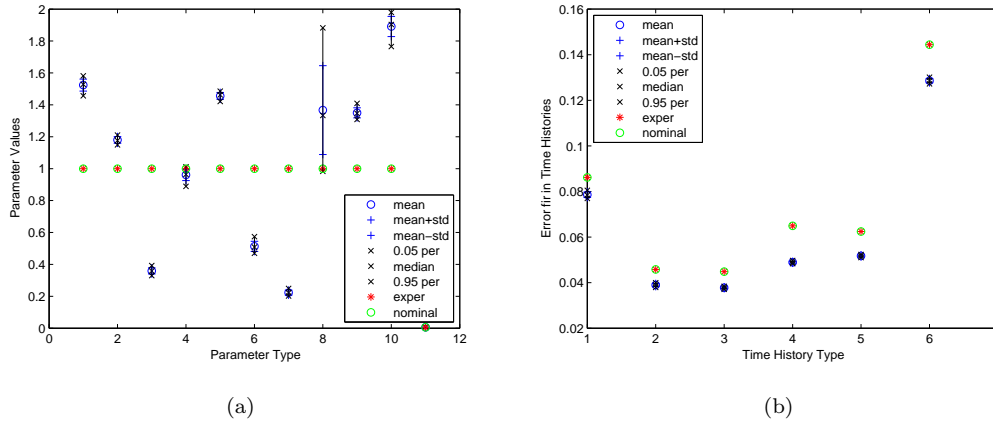 2
1.8
1.6
1.4
1.2
1
0.8
0.6
0.4
0.2
0
0 2 4 6 8 10 12
Parameter Values
Parameter Type
mean
mean+std
mean−std
0.05 per
median
0.95 per
exper
nominal
(a)
0.16
0.14
0.12
0.1
0.08
0.06
0.04
0.02
1 2 3 4 5 6
Error fir in Time Histories
Time History Type
mean
mean+std
mean−std
0.05 per
median
0.95 per
exper
nominal
(b)